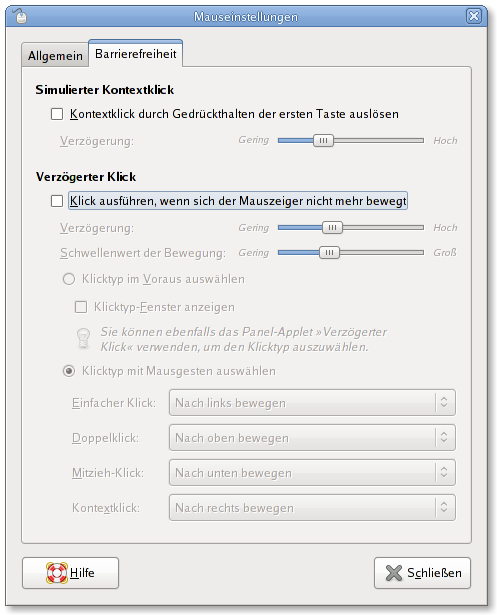 Mauseinstellungen
Allgemein Barrierefreiheit
Simulierter Kontextklick
Kontextklick durch Gedrückthalten der ersten Taste auslösen
Verzögerung: Gering Hoch
Verzögerter Klick
Klick ausführen, wenn sich der Mauszeiger nicht mehr bewegt
Verzögerung: Gering Hoch
Schwellenwert der Bewegung: Gering Groß
Klicktyp im Voraus auswählen
Klicktyp-Fenster anzeigen
Sie können ebenfalls das Panel-Applet »Verzögerter
Klick« verwenden, um den Klicktyp auszuwählen.
Klicktyp mit Mausgesten auswählen
Einfacher Klick: Nach links bewegen
Doppelklick: Nach oben bewegen
Mitzieh-Klick: Nach unten bewegen
Kontextklick: Nach rechts bewegen
Hilfe Schließen